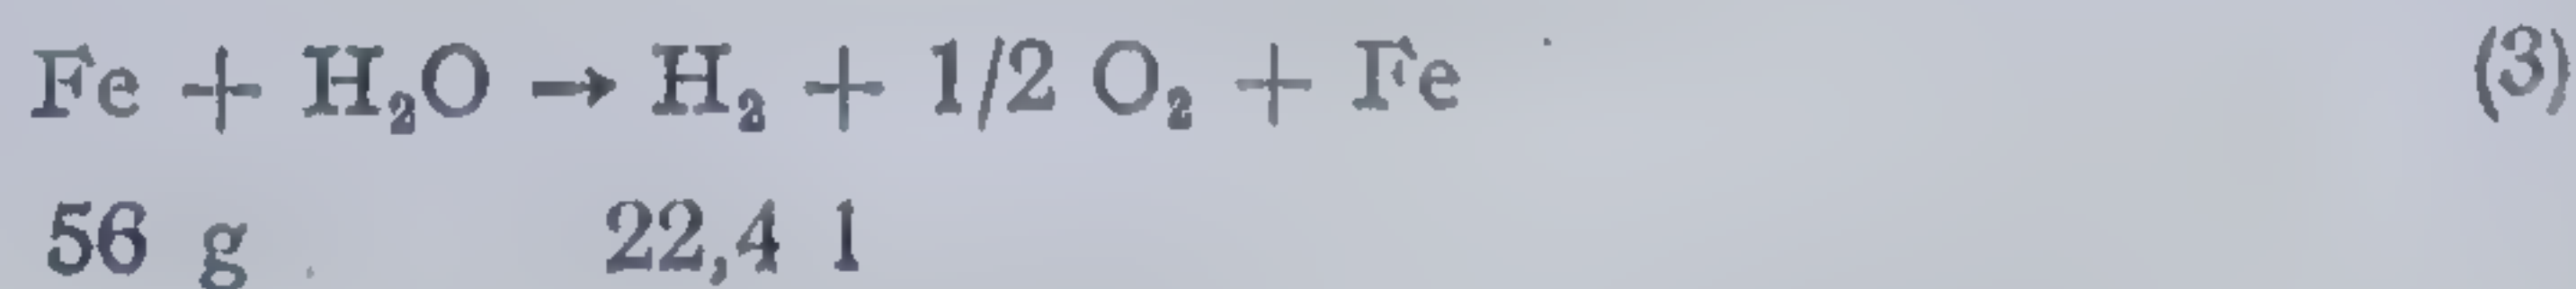 Fe + H₂O → H₂ + 1/2 O₂ + Fe (3)
56 g 22,4 l